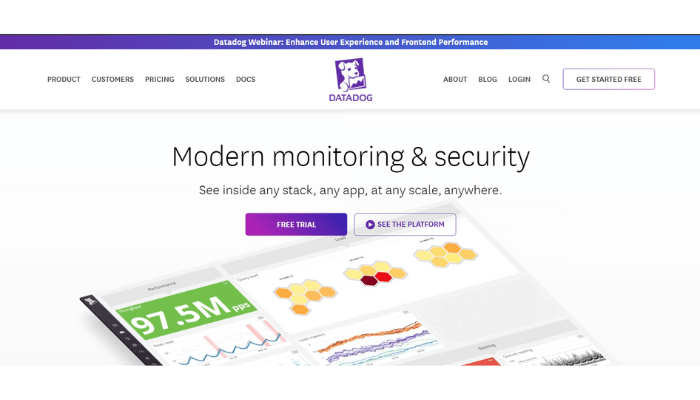 Datadog Webinar: Enhance User Experience and Frontend Performance
PRODUCT CUSTOMERS PRICING SOLUTIONS DOCS
DATADOG
ABOUT BLOG LOGIN
GET STARTED FREE
Modern monitoring & security
See inside any stack, any app, at any scale, anywhere.
FREE TRIAL
SEE THE PLATFORM
Performance
97.5M pps